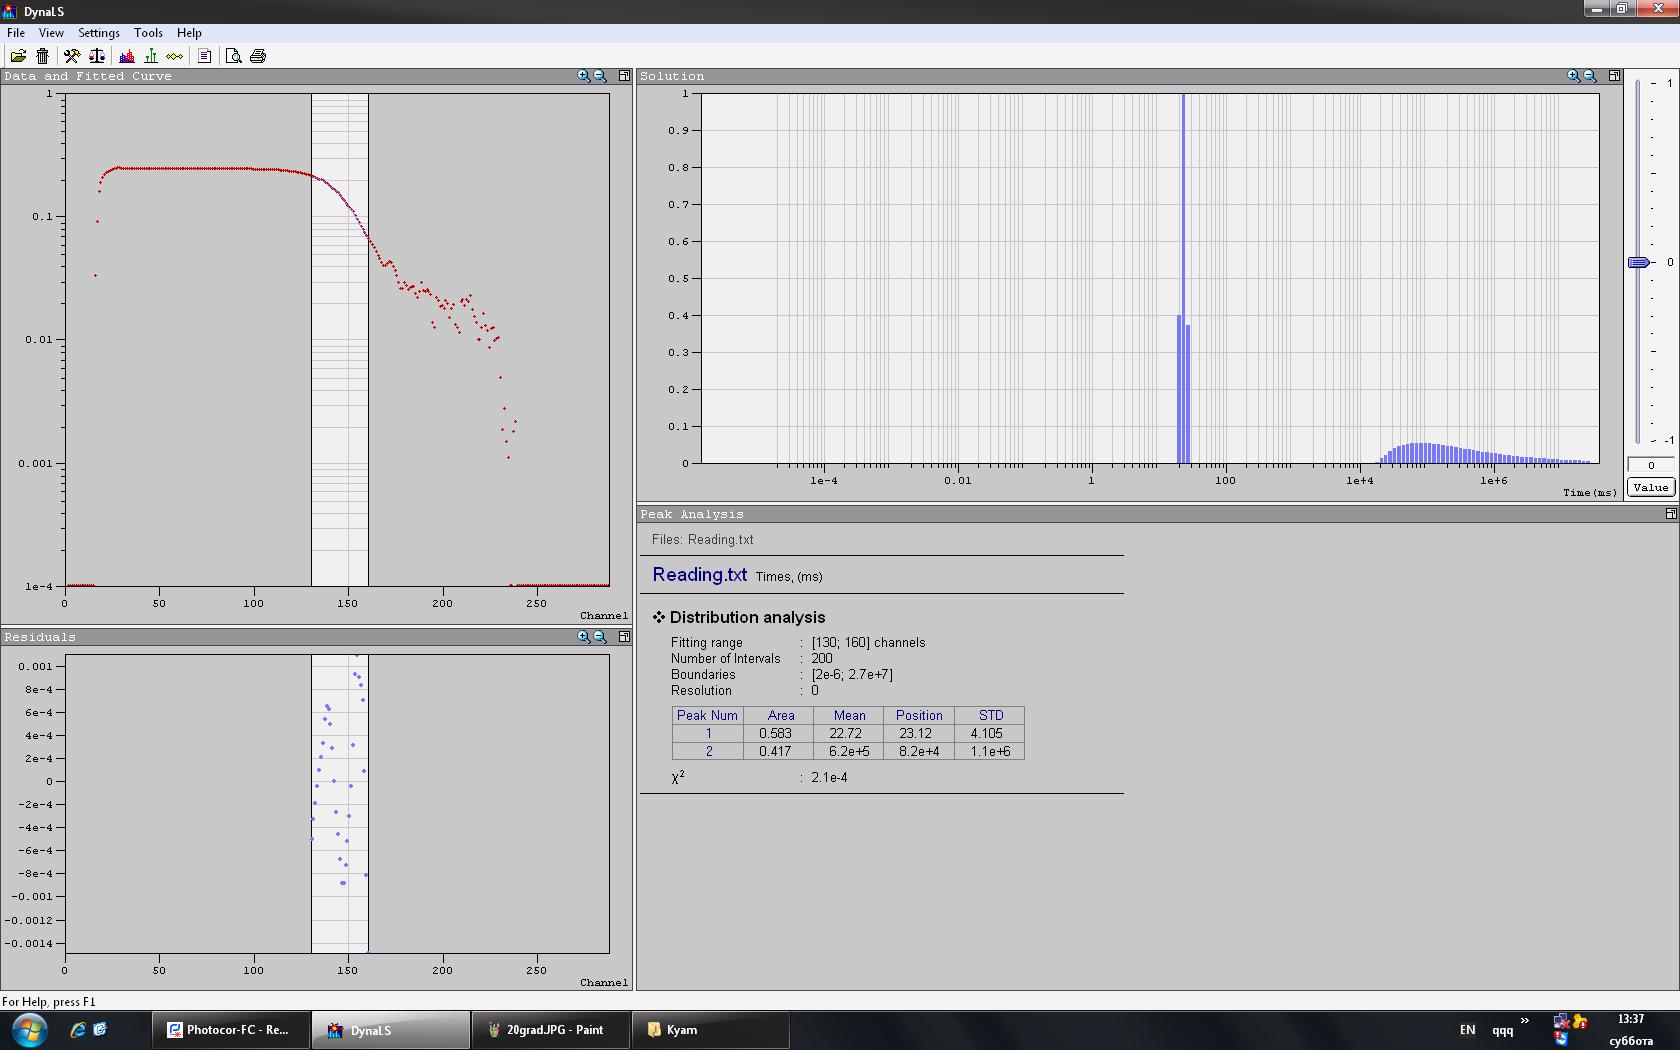 DynaLS
File View Settings Tools Help
Data and Fitted Curve
1
0.1
0.01
0.001
1e-4
0 50 100 150 200 250
Channel
Residuals
0.001
8e-4
6e-4
4e-4
2e-4
0
-2e-4
-4e-4
-6e-4
-8e-4
-0.001
-0.0012
-0.0014
0 50 100 150 200 250
Channel
Solution
1
0.9
0.8
0.7
0.6
0.5
0.4
0.3
0.2
0.1
0
1e-4 0.01 1 100 1e+4 1e+6
Time(ms)
1
0
-1
0
Value
Peak Analysis
Files: Reading.txt
Reading.txt Times, (ms)
❖ Distribution analysis
Fitting range : [130; 160] channels
Number of Intervals : 200
Boundaries : [2e-6; 2.7e+7]
Resolution : 0
Peak Num Area Mean Position STD
1 0.583 22.72 23.12 4.105
2 0.417 6.2e+5 8.2e+4 1.1e+6
χ² : 2.1e-4
For Help, press F1
Photocor-FC - Re... DynaLS 20grad.JPG - Paint Kyam EN qqq » 13:37
суббота